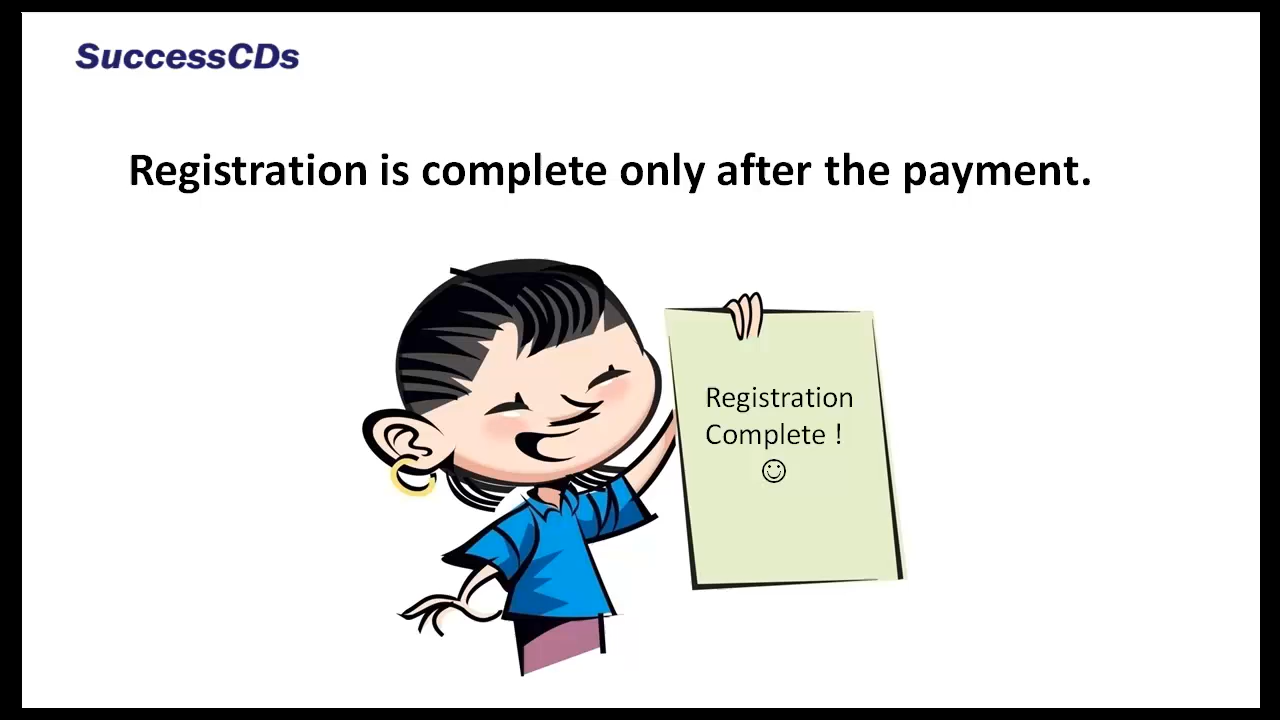 SuccessCDs
Registration is complete only after the payment.
Registration
Complete !
☺